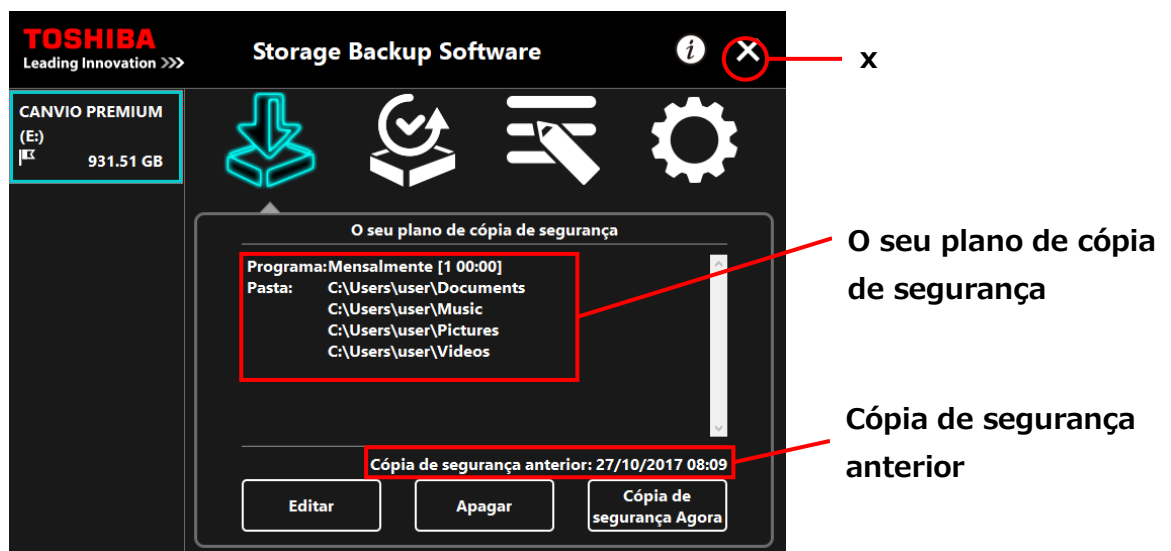 TOSHIBA
Leading Innovation >>>
Storage Backup Software
i
x
CANVIO PREMIUM
(E:)
931.51 GB
O seu plano de cópia de segurança
Programa:Mensalmente [1 00:00]
Pasta: C:\Users\user\Documents
C:\Users\user\Music
C:\Users\user\Pictures
C:\Users\user\Videos
O seu plano de cópia
de segurança
Cópia de segurança anterior: 27/10/2017 08:09
Cópia de segurança
anterior
Editar
Apagar
Cópia de
segurança Agora